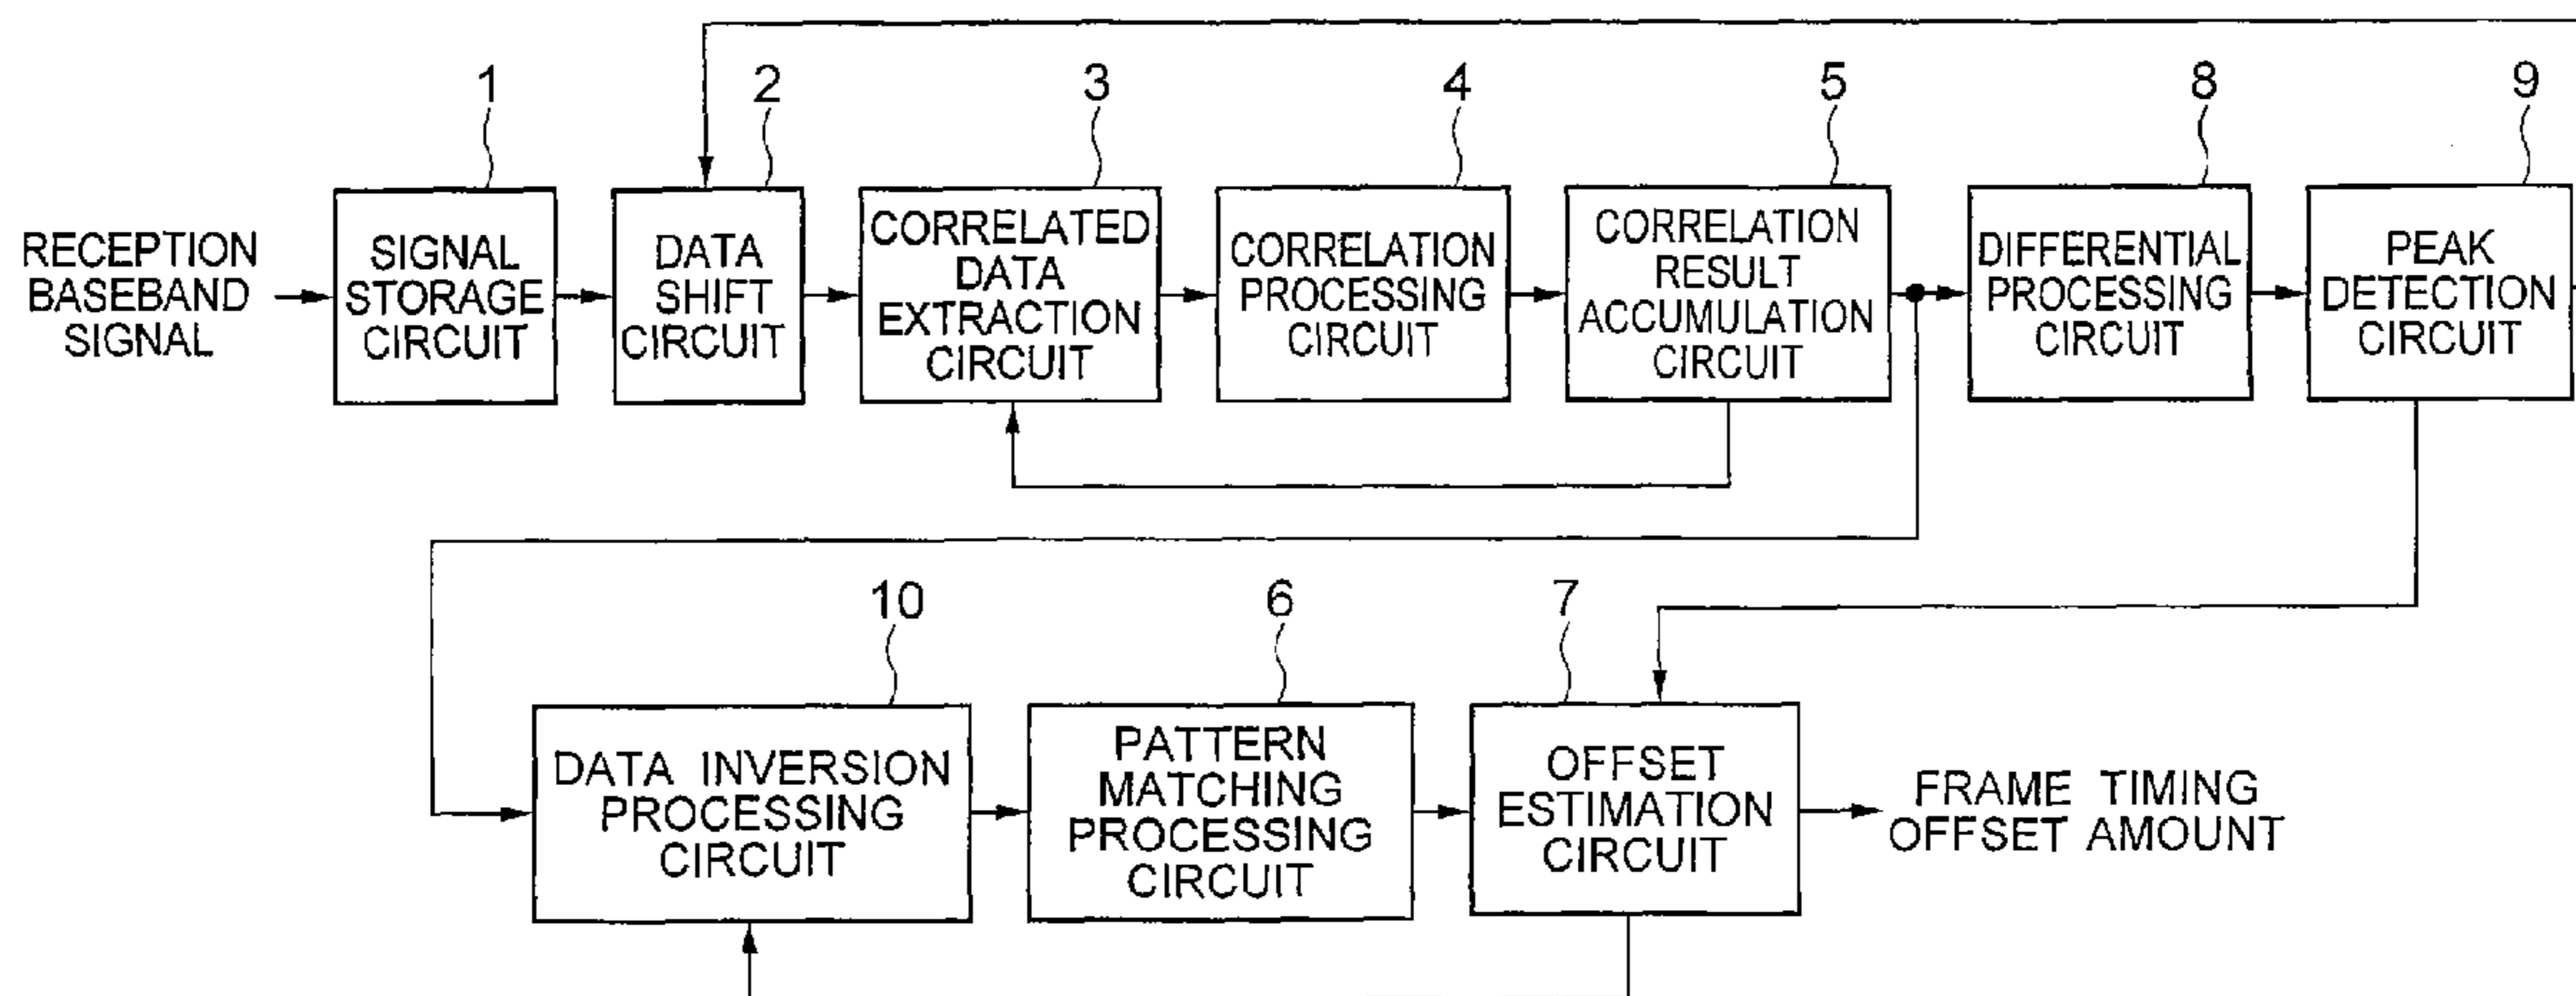 1
2
3
4
5
8
9
RECEPTION
BASEBAND
SIGNAL
SIGNAL
STORAGE
CIRCUIT
DATA
SHIFT
CIRCUIT
CORRELATED
DATA
EXTRACTION
CIRCUIT
CORRELATION
PROCESSING
CIRCUIT
CORRELATION
RESULT
ACCUMULATION
CIRCUIT
DIFFERENTIAL
PROCESSING
CIRCUIT
PEAK
DETECTION
CIRCUIT
10
6
7
DATA INVERSION
PROCESSING
CIRCUIT
PATTERN
MATCHING
PROCESSING
CIRCUIT
OFFSET
ESTIMATION
CIRCUIT
FRAME TIMING
OFFSET AMOUNT